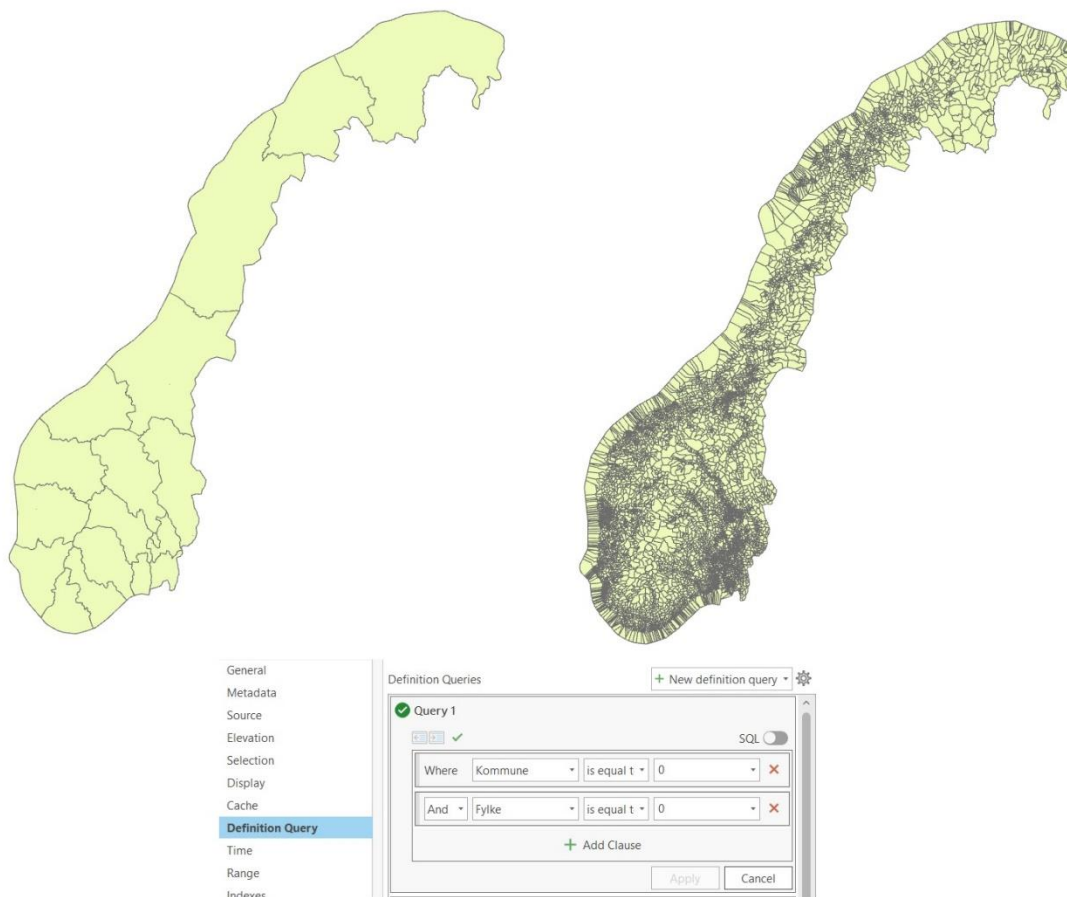 General
Metadata
Source
Elevation
Selection
Display
Cache
Definition Query
Time
Range
Indexes
Definition Queries
+ New definition query
Query 1
SQL
Where Kommune is equal t 0
And Fylke is equal t 0
+ Add Clause
Apply Cancel